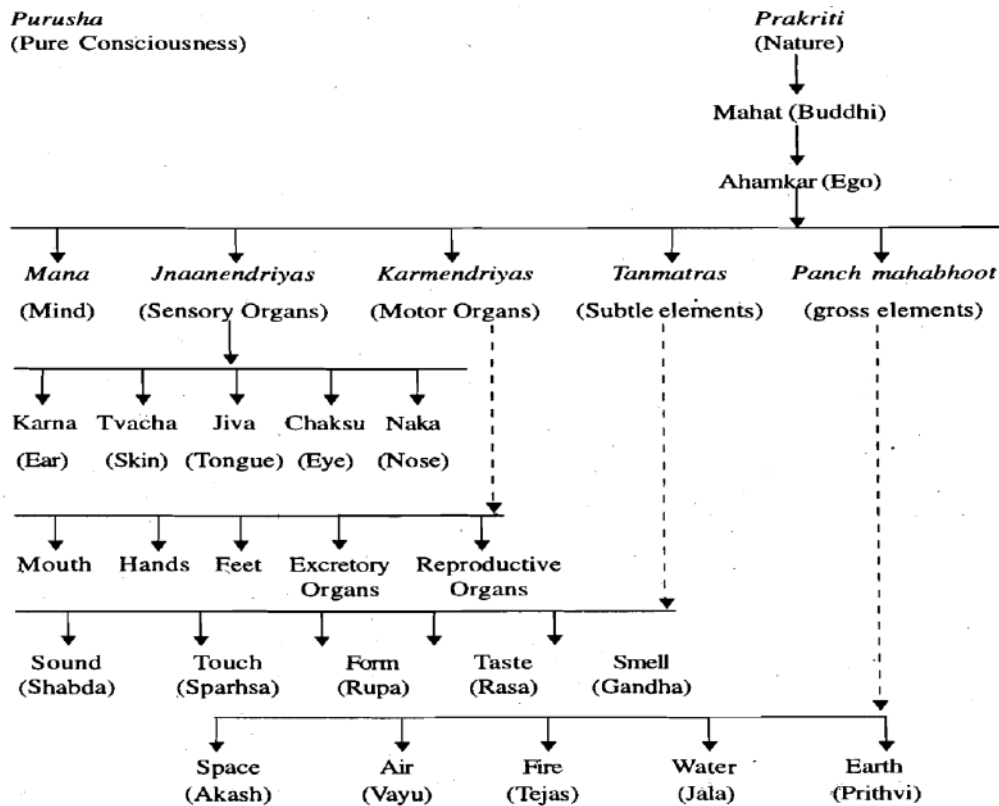 Purusha Prakriti
(Pure Consciousness) (Nature)
Mahat (Buddhi)
Ahamkar (Ego)
Mana Jnaanendriyas Karmendriyas Tanmatras Panch mahabhoot
(Mind) (Sensory Organs) (Motor Organs) (Subtle elements) (gross elements)
Karna Tvacha Jiva Chaksu Naka
(Ear) (Skin) (Tongue) (Eye) (Nose)
Mouth Hands Feet Excretory Reproductive
Organs Organs
Sound Touch Form Taste Smell
(Shabda) (Sparhsa) (Rupa) (Rasa) (Gandha)
Space Air Fire Water Earth
(Akash) (Vayu) (Tejas) (Jala) (Prithvi)